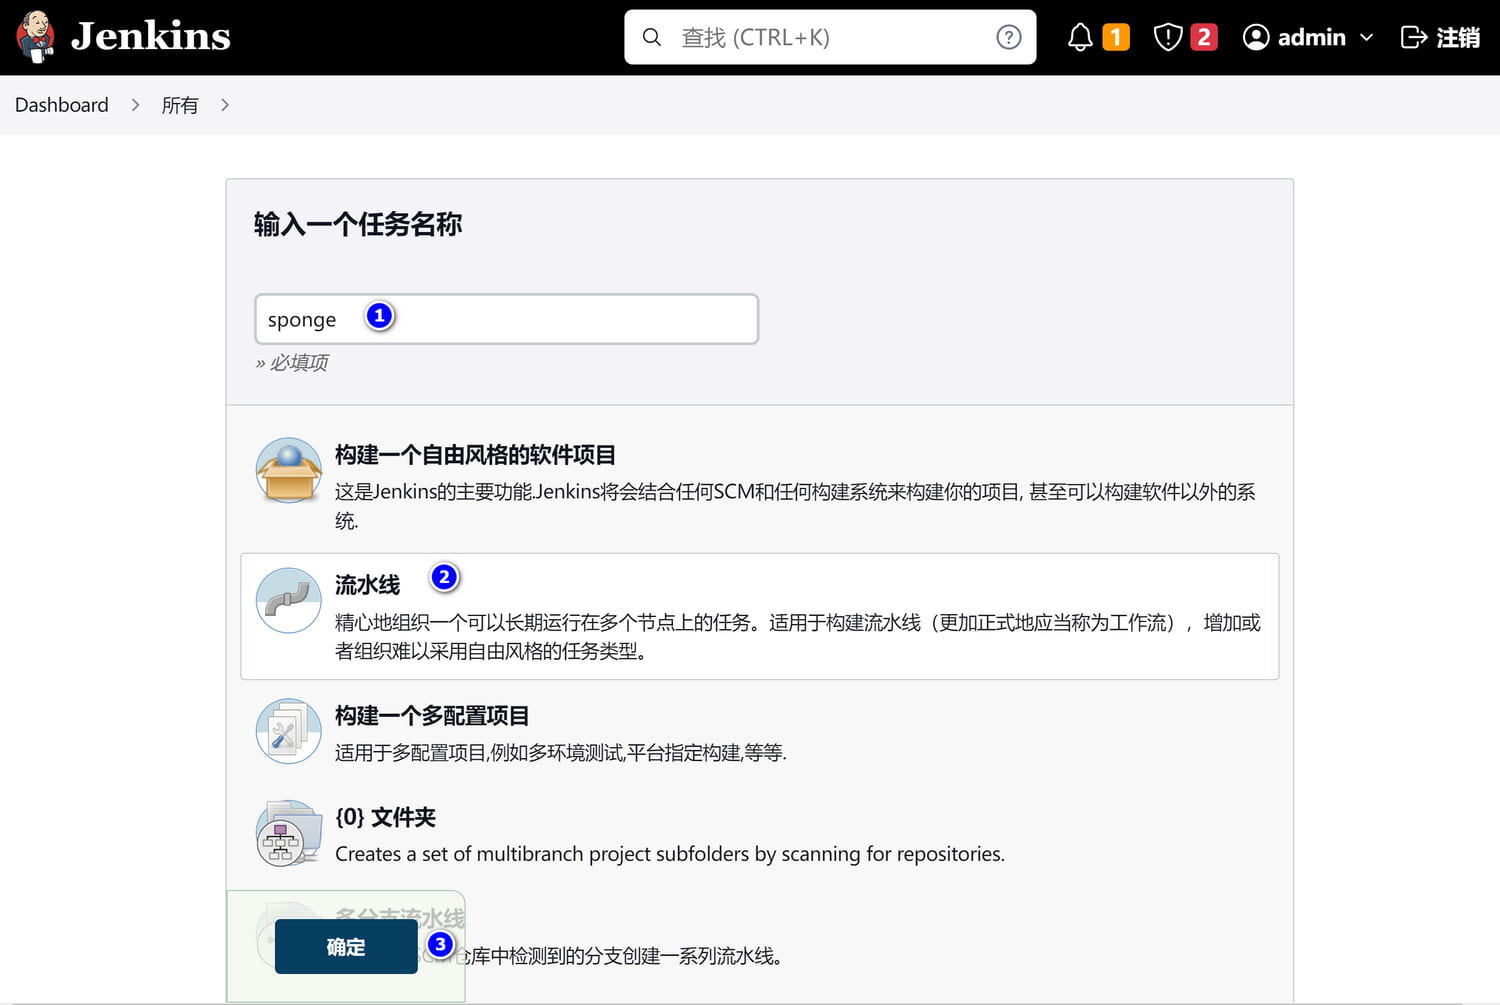 Jenkins
查找 (CTRL+K)
1
2
admin
注销
Dashboard
所有
输入一个任务名称
sponge
1
» 必填项
构建一个自由风格的软件项目
这是Jenkins的主要功能.Jenkins将会结合任何SCM和任何构建系统来构建你的项目, 甚至可以构建软件以外的系
统.
流水线
2
精心地组织一个可以长期运行在多个节点上的任务。适用于构建流水线（更加正式地应当称为工作流），增加或
者组织难以采用自由风格的任务类型。
构建一个多配置项目
适用于多配置项目,例如多环境测试,平台指定构建,等等.
{0} 文件夹
Creates a set of multibranch project subfolders by scanning for repositories.
多分支流水线
确定
3
SCM仓库中检测到的分支创建一系列流水线。